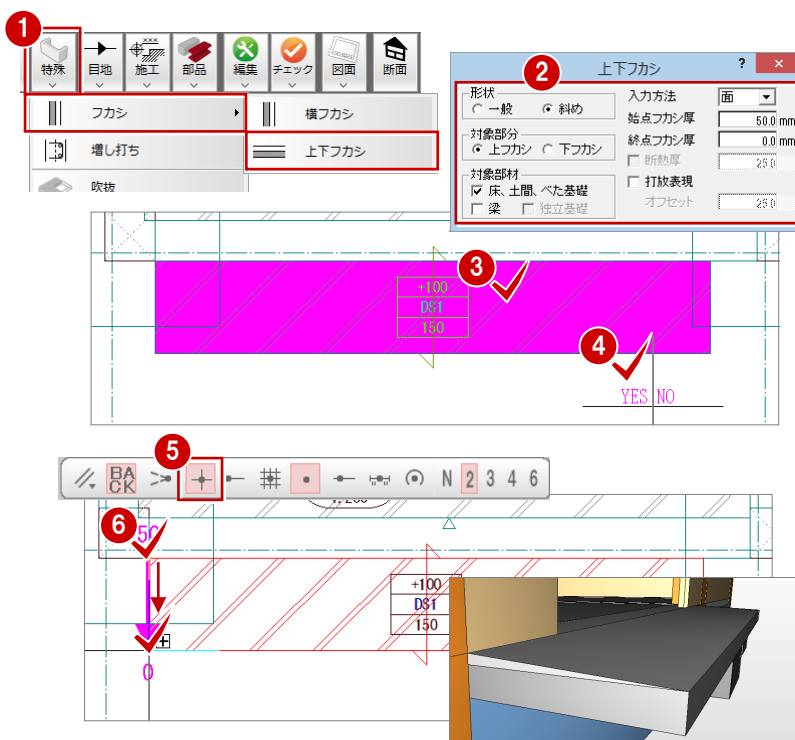 1
特殊
目地
施工
部品
編集
チェック
図面
断面
フカシ
横フカシ
増し打ち
上下フカシ
吹抜
2
上下フカシ
?
×
形状
一般
斜め
対象部分
上フカシ
下フカシ
対象部材
床、土間、べた基礎
梁
独立基礎
入力方法
面
始点フカシ厚
50.0 mm
終点フカシ厚
0.0 mm
断熱厚
25.0
打放表現
オフセット
25.0
3
+100
DS1
150
4
YES NO
5
BA
CK
N 2 3 4 6
6
50
+100
DS1
150
0